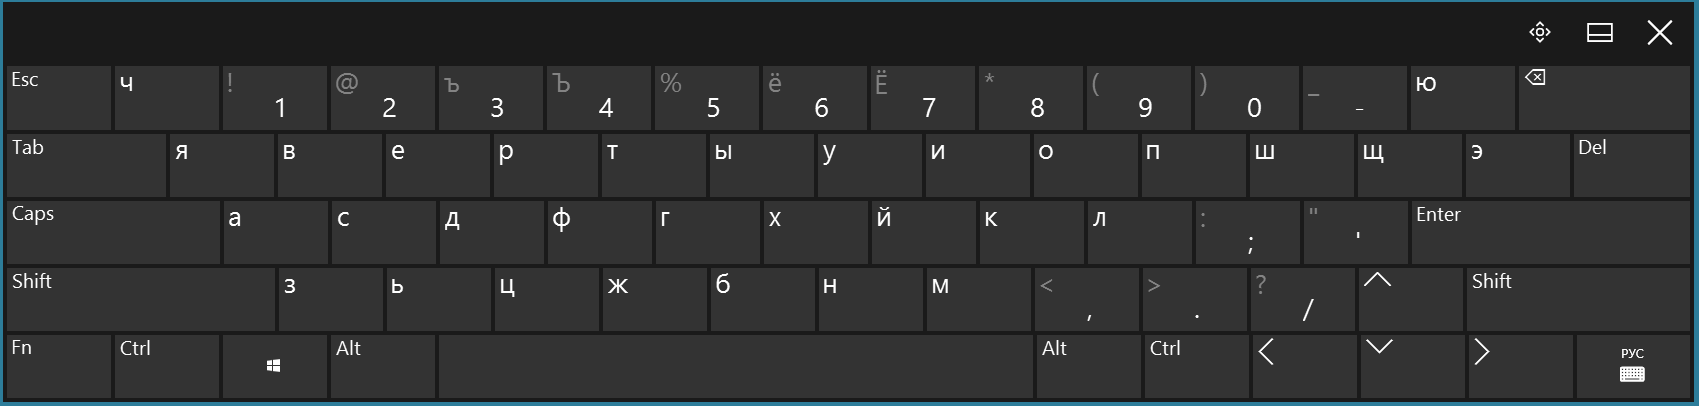 Esc ч ! 1 @ 2 ъ 3 Ъ 4 % 5 ё 6 Ё 7 * 8 ( 9 ) 0 _ - ю
Tab я в е р т ы у и о п ш щ э Del
Caps а с д ф г х й к л : ; " ' Enter
Shift з ь ц ж б н м < , > . ? / Shift
Fn Ctrl Alt Alt Ctrl РУС